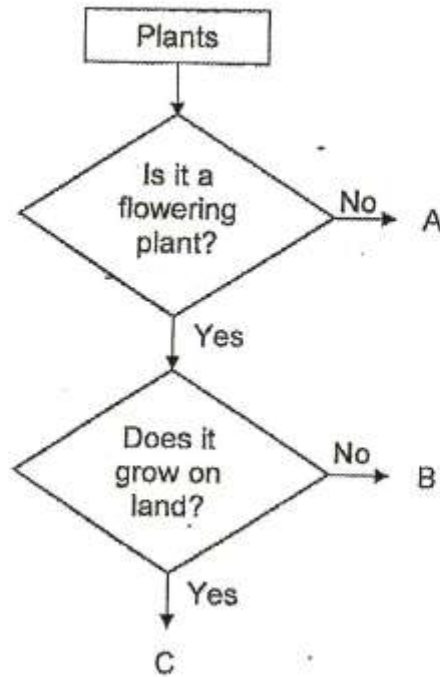 Plants
Is it a
flowering
plant?
No
A
Yes
Does it
grow on
land?
No
B
Yes
C